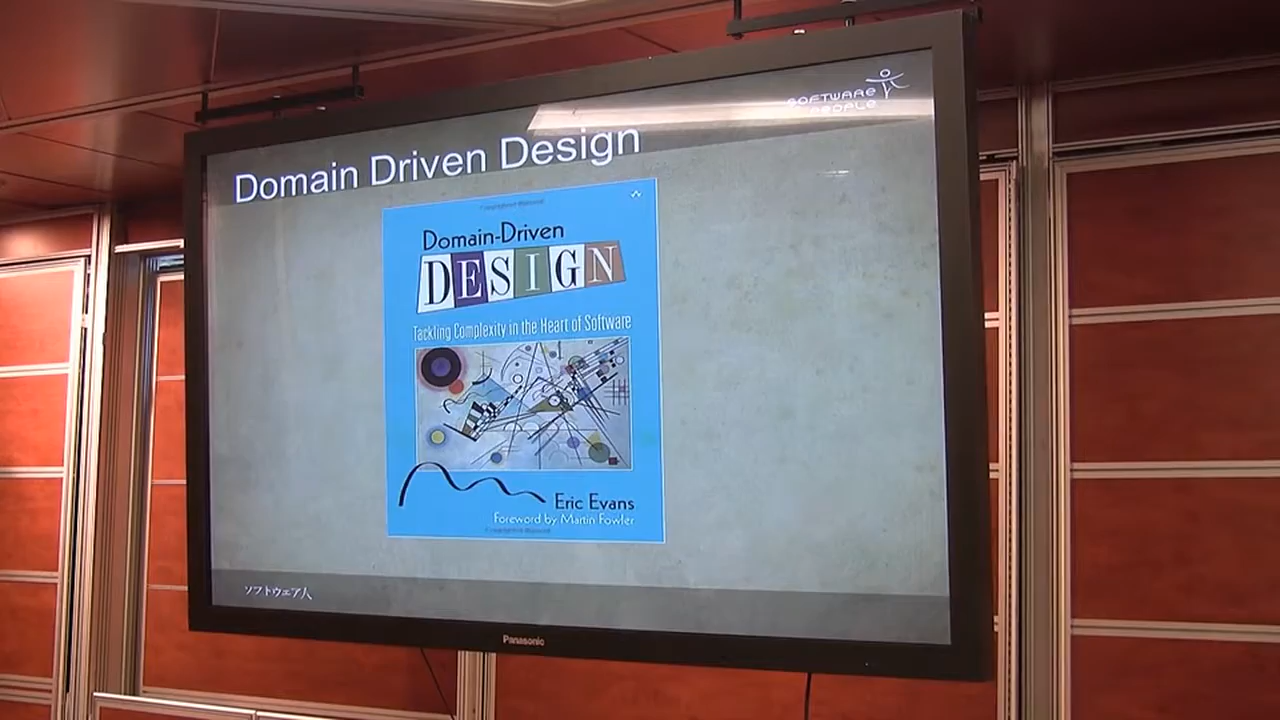 SOFTWARE
PEOPLE
Domain Driven Design
Domain-Driven
DESIGN
Tackling Complexity in the Heart of Software
Eric Evans
Foreword by Martin Fowler
ソフトウェア人
Panasonic